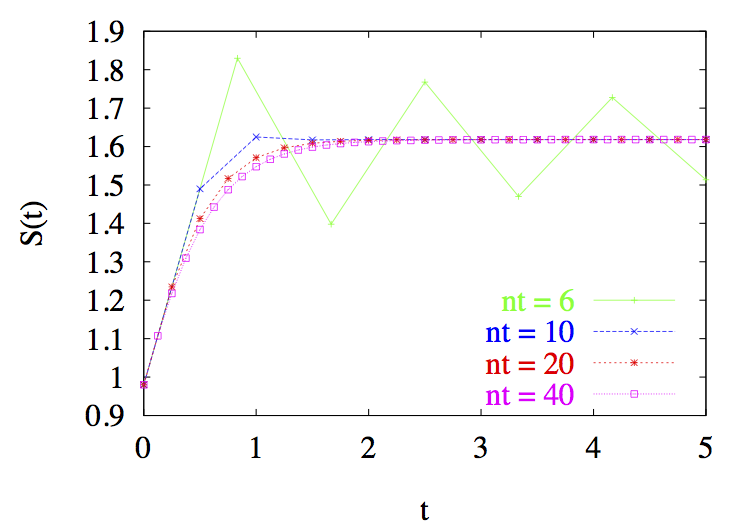 1.9
1.8
1.7
1.6
1.5
1.4
1.3
1.2
1.1
1
0.9
S(t)
nt = 6
nt = 10
nt = 20
nt = 40
0 1 2 3 4 5
t